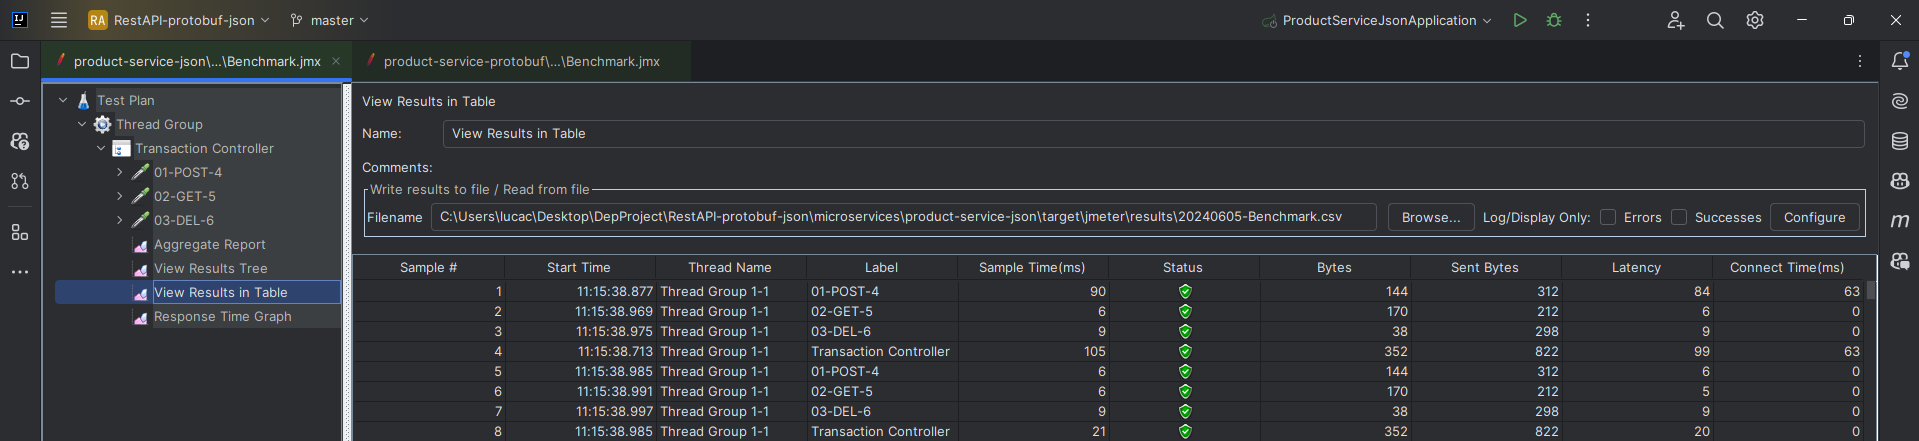 RA RestAPI-protobuf-json master ProductServiceJsonApplication
product-service-json\...\Benchmark.jmx product-service-protobuf\...\Benchmark.jmx
Test Plan
Thread Group
Transaction Controller
01-POST-4
02-GET-5
03-DEL-6
Aggregate Report
View Results Tree
View Results in Table
Response Time Graph
View Results in Table
Name: View Results in Table
Comments:
Write results to file / Read from file
Filename C:\Users\lucac\Desktop\DepProject\RestAPI-protobuf-json\microservices\product-service-json\target\jmeter\results\20240605-Benchmark.csv Browse... Log/Display Only: Errors Successes Configure
Sample # Start Time Thread Name Label Sample Time(ms) Status Bytes Sent Bytes Latency Connect Time(ms)
1 11:15:38.877 Thread Group 1-1 01-POST-4 90 144 312 84 63
2 11:15:38.969 Thread Group 1-1 02-GET-5 6 170 212 6 0
3 11:15:38.975 Thread Group 1-1 03-DEL-6 9 38 298 9 0
4 11:15:38.713 Thread Group 1-1 Transaction Controller 105 352 822 99 63
5 11:15:38.985 Thread Group 1-1 01-POST-4 6 144 312 6 0
6 11:15:38.991 Thread Group 1-1 02-GET-5 6 170 212 5 0
7 11:15:38.997 Thread Group 1-1 03-DEL-6 9 38 298 9 0
8 11:15:38.985 Thread Group 1-1 Transaction Controller 21 352 822 20 0